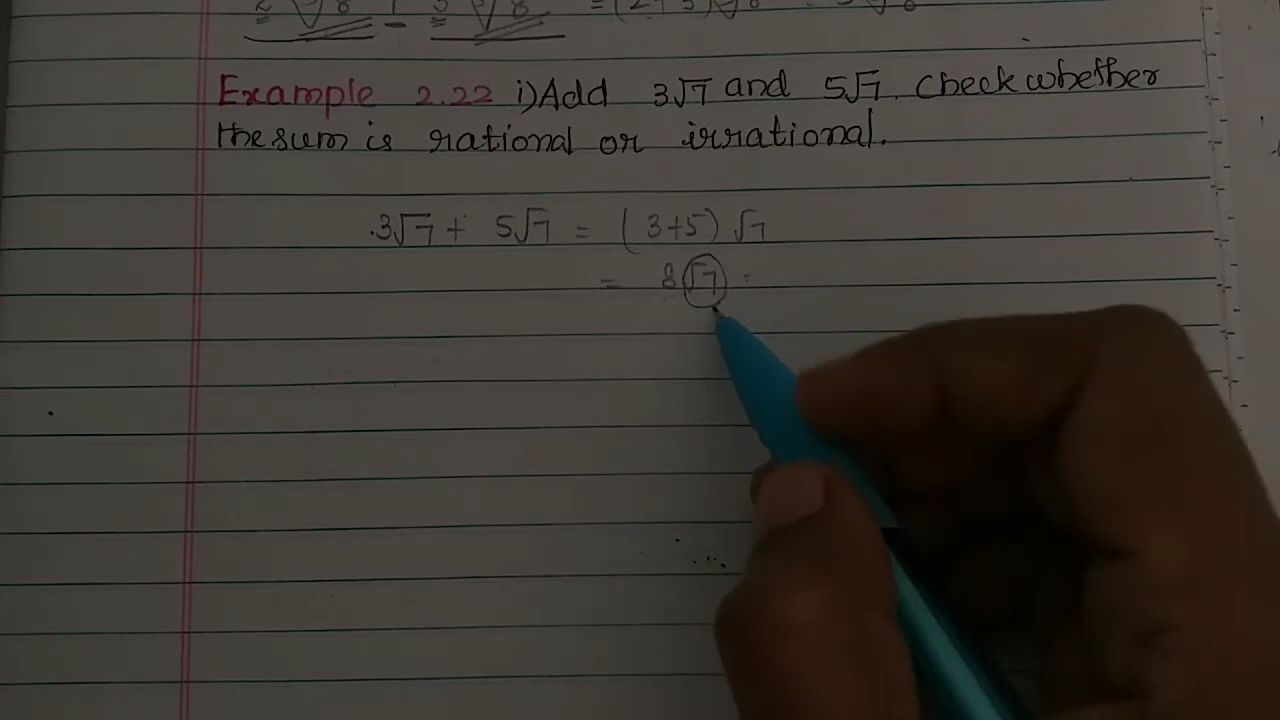 Example 2.22 i) Add 3√7 and 5√7. Check whether
the sum is rational or irrational.
3√7 + 5√7 = (3+5) √7
= 8√7